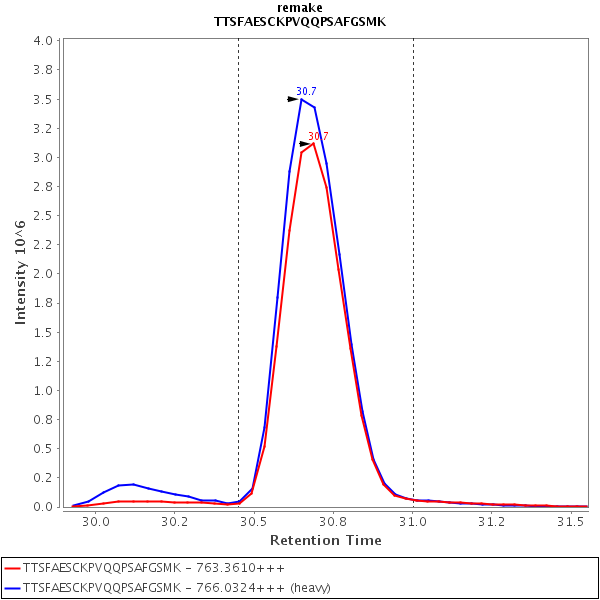 remake
TTSFAESCKPVQQPSAFGSMK
4.0
3.8
3.5
3.2
3.0
2.8
2.5
2.2
2.0
1.8
1.5
1.2
1.0
0.8
0.5
0.2
0.0
Intensity 10^6
30.7
30.7
30.0 30.2 30.5 30.8 31.0 31.2 31.5
Retention Time
TTSFAESCKPVQQPSAFGSMK - 763.3610+++
TTSFAESCKPVQQPSAFGSMK - 766.0324+++ (heavy)